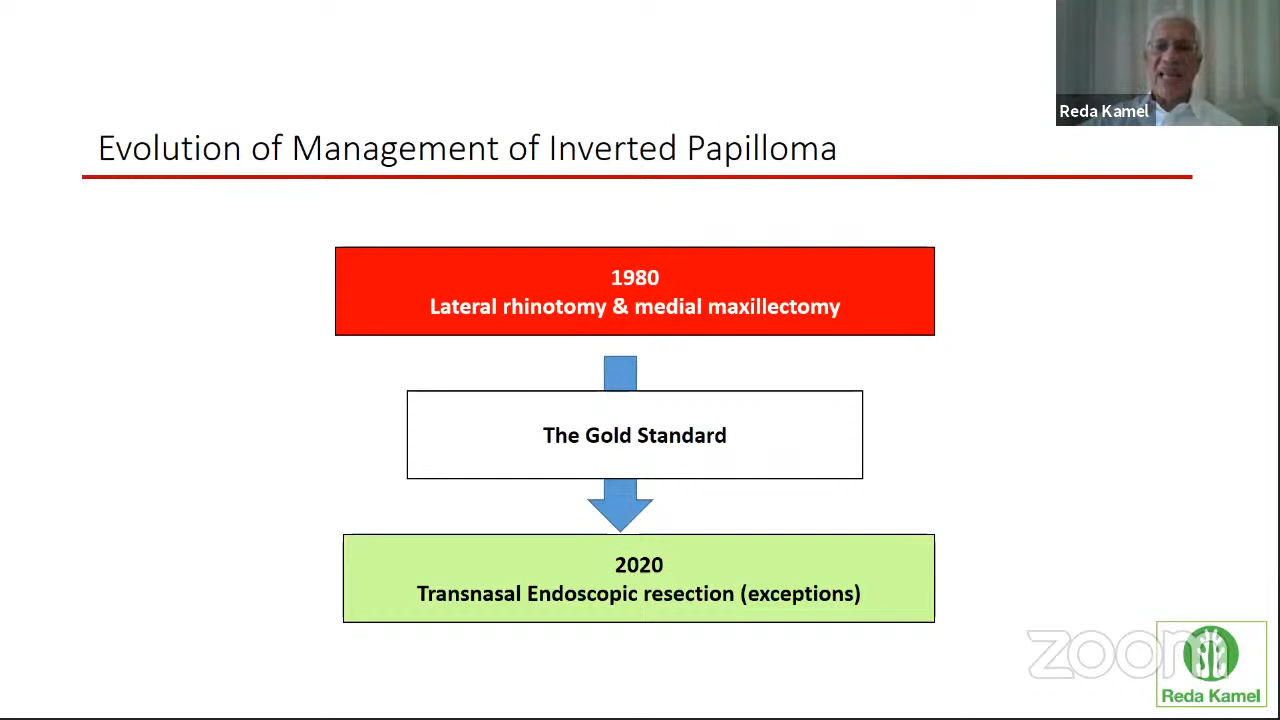 Reda Kamel
Evolution of Management of Inverted Papilloma
1980
Lateral rhinotomy & medial maxillectomy
The Gold Standard
2020
Transnasal Endoscopic resection (exceptions)
zoom
Reda Kamel